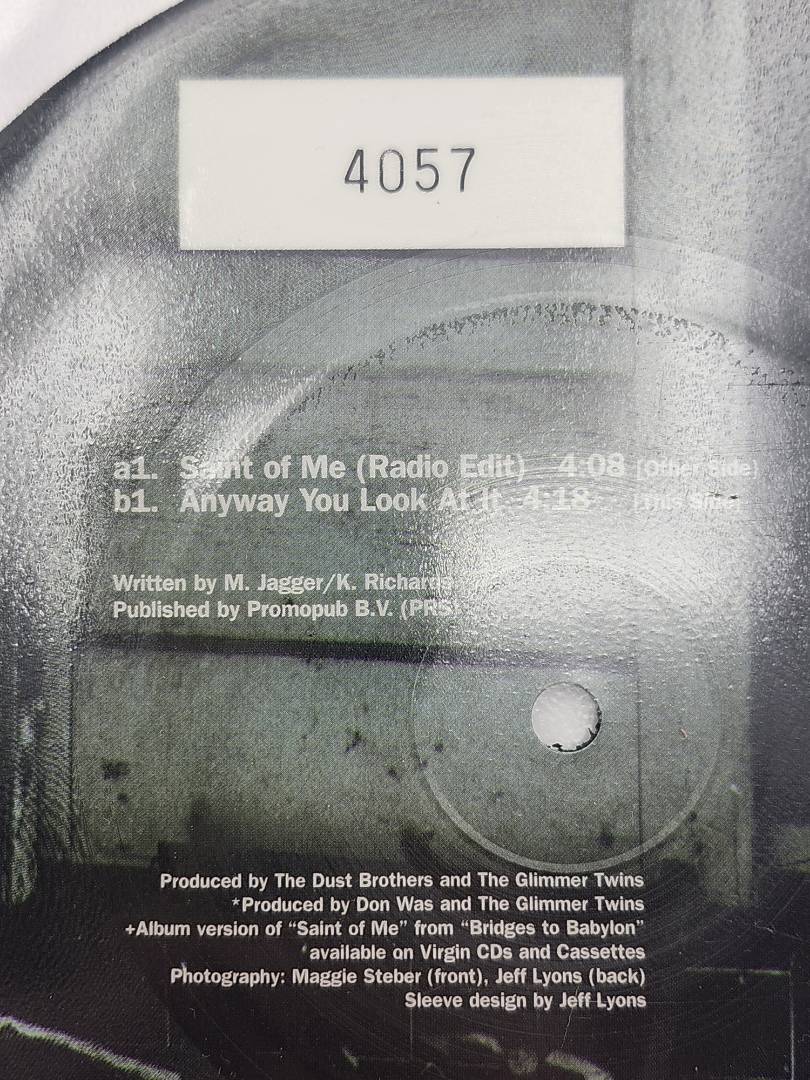 4057
a1. Saint of Me (Radio Edit) 4:08 [Other Side]
b1. Anyway You Look At It 4:18 [This Side]
Written by M. Jagger/K. Richards
Published by Promopub B.V. (PRS)
Produced by The Dust Brothers and The Glimmer Twins
*Produced by Don Was and The Glimmer Twins
+Album version of “Saint of Me” from “Bridges to Babylon”
available on Virgin CDs and Cassettes
Photography: Maggie Steber (front), Jeff Lyons (back)
Sleeve design by Jeff Lyons